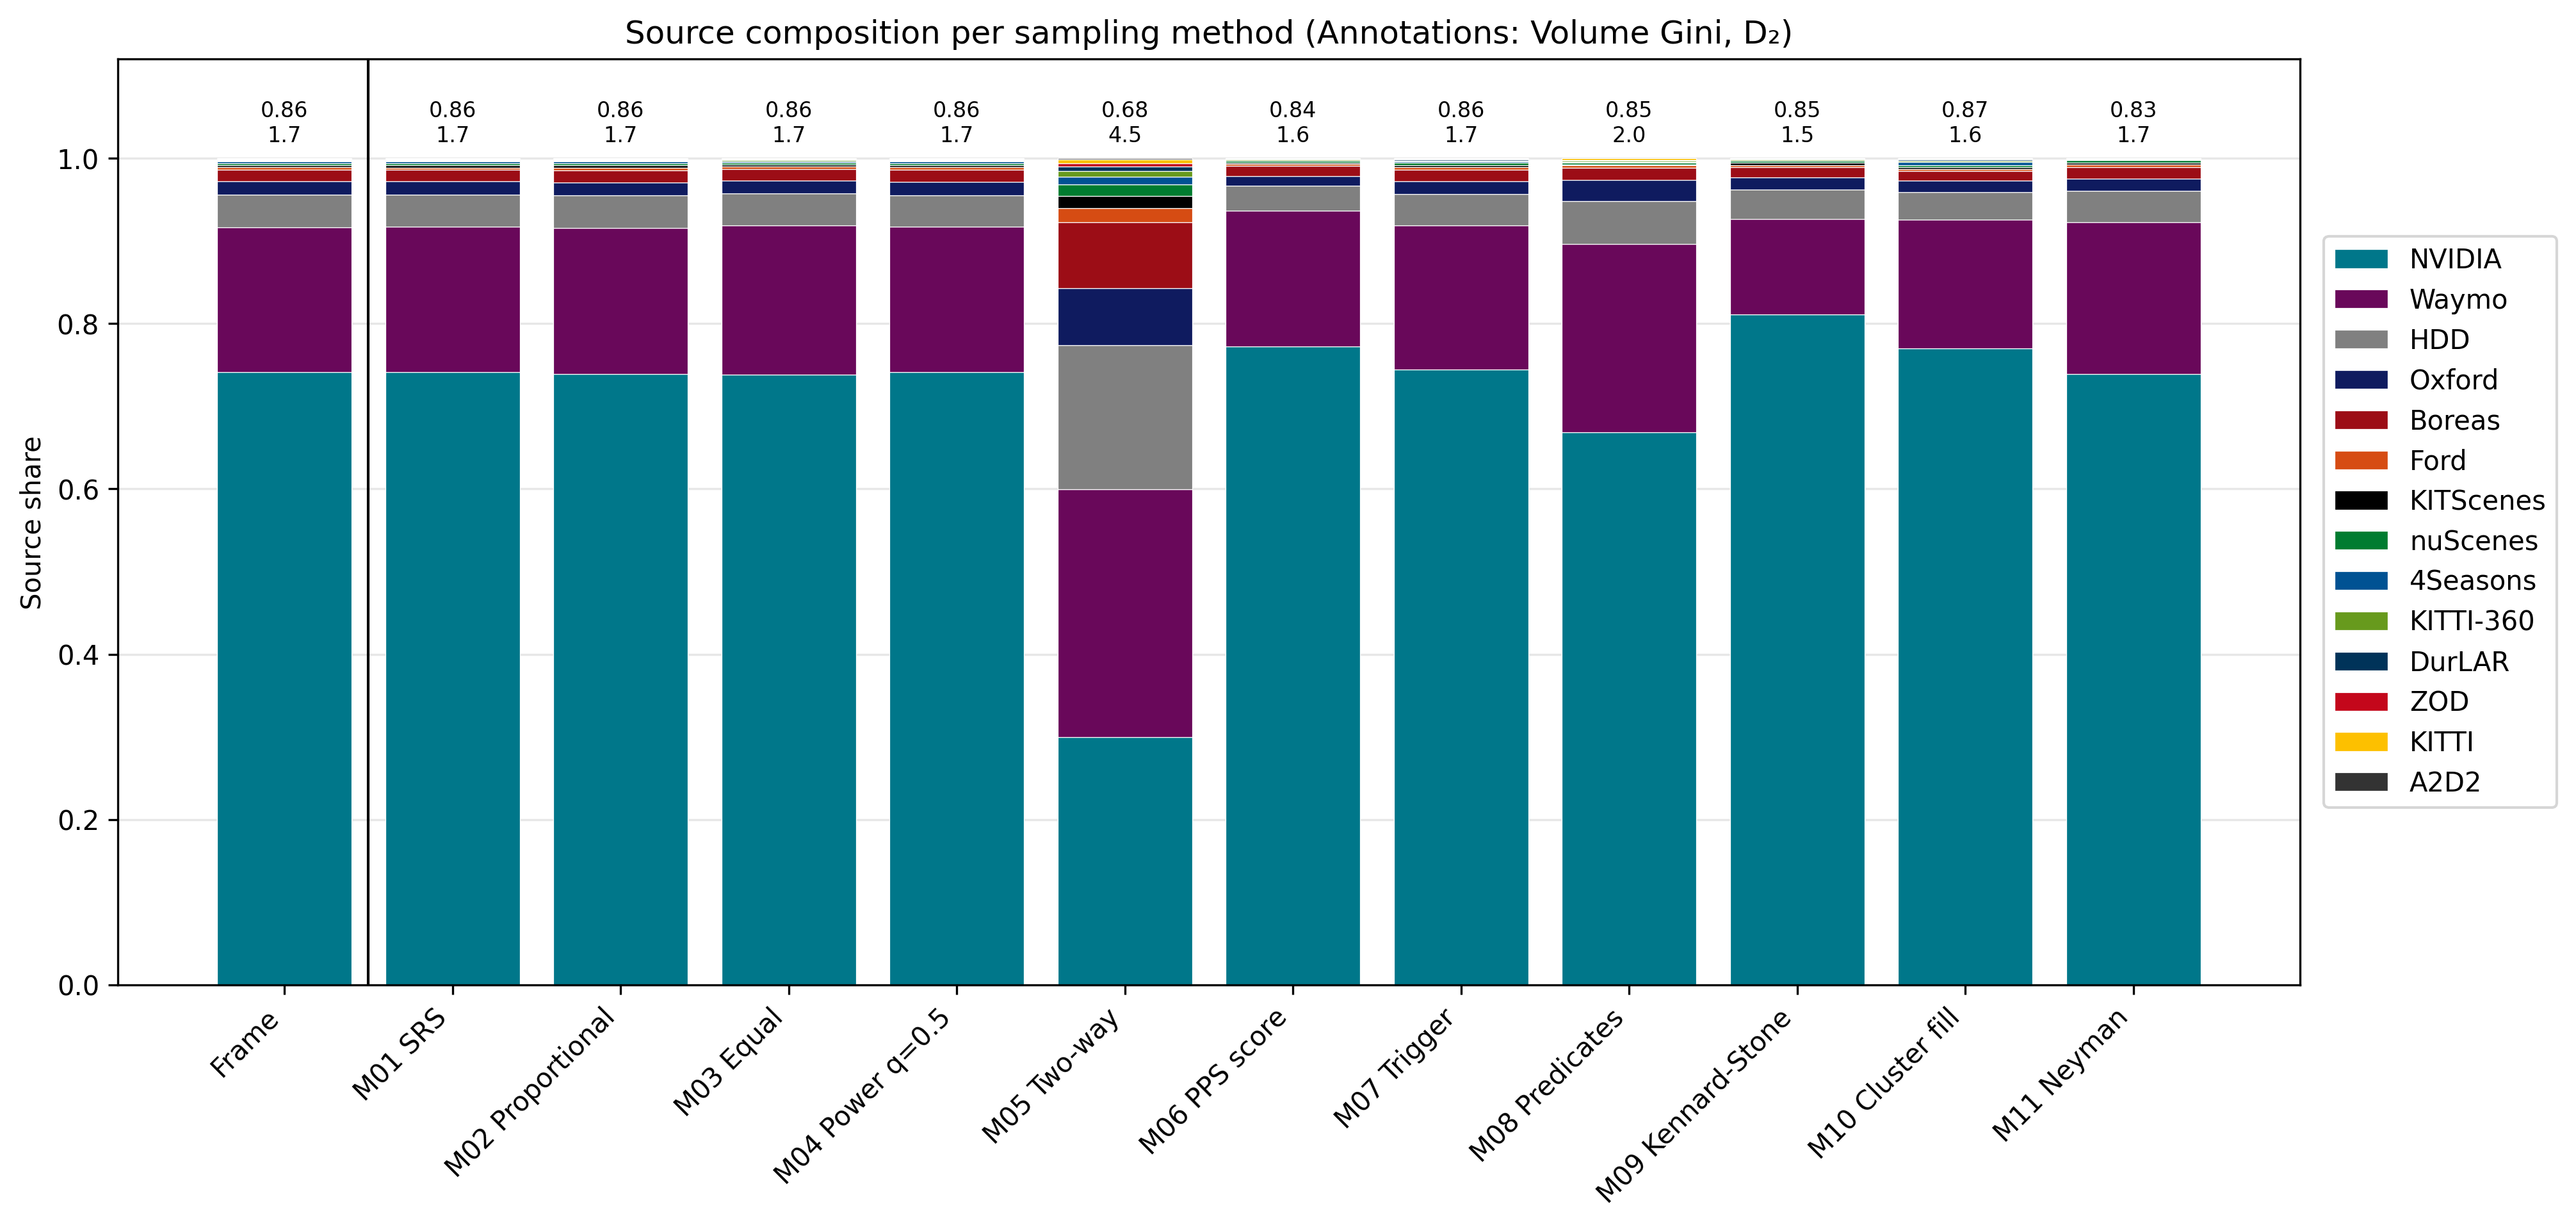 Source composition per sampling method (Annotations: Volume Gini, D₂)
0.86
1.7
0.86
1.7
0.86
1.7
0.86
1.7
0.86
1.7
0.68
4.5
0.84
1.6
0.86
1.7
0.85
2.0
0.85
1.5
0.87
1.6
0.83
1.7
Source share
1.0
0.8
0.6
0.4
0.2
0.0
Frame
M01 SRS
M02 Proportional
M03 Equal
M04 Power q=0.5
M05 Two-way
M06 PPS score
M07 Trigger
M08 Predicates
M09 Kennard-Stone
M10 Cluster fill
M11 Neyman
NVIDIA
Waymo
HDD
Oxford
Boreas
Ford
KITScenes
nuScenes
4Seasons
KITTI-360
DurLAR
ZOD
KITTI
A2D2